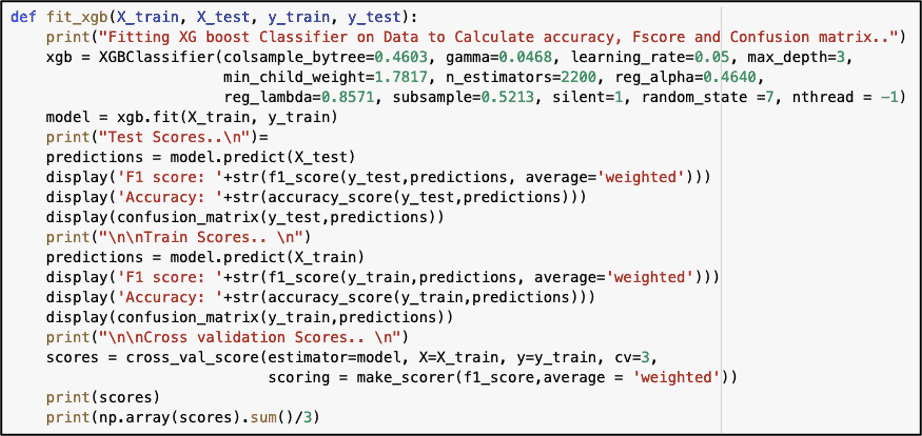 def fit_xgb(X_train, X_test, y_train, y_test):
    print("Fitting XG boost Classifier on Data to Calculate accuracy, Fscore and Confusion matrix..")
    xgb = XGBClassifier(colsample_bytree=0.4603, gamma=0.0468, learning_rate=0.05, max_depth=3,
                        min_child_weight=1.7817, n_estimators=2200, reg_alpha=0.4640,
                        reg_lambda=0.8571, subsample=0.5213, silent=1, random_state =7, nthread = -1)
    model = xgb.fit(X_train, y_train)
    print("Test Scores..\n")=
    predictions = model.predict(X_test)
    display('F1 score: '+str(f1_score(y_test,predictions, average='weighted')))
    display('Accuracy: '+str(accuracy_score(y_test,predictions)))
    display(confusion_matrix(y_test,predictions))
    print("\n\nTrain Scores.. \n")
    predictions = model.predict(X_train)
    display('F1 score: '+str(f1_score(y_train,predictions, average='weighted')))
    display('Accuracy: '+str(accuracy_score(y_train,predictions)))
    display(confusion_matrix(y_train,predictions))
    print("\n\nCross validation Scores.. \n")
    scores = cross_val_score(estimator=model, X=X_train, y=y_train, cv=3,
                             scoring = make_scorer(f1_score,average = 'weighted'))
    print(scores)
    print(np.array(scores).sum()/3)